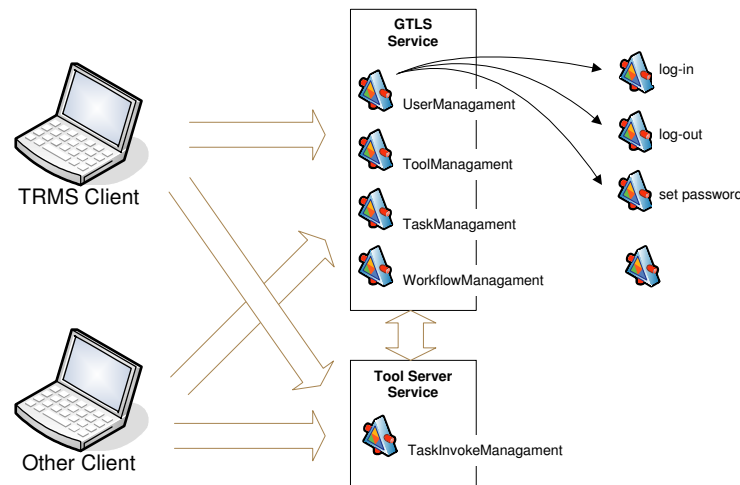 GTLS
Service
log-in
UserManagament
log-out
ToolManagament
TRMS Client
set password
TaskManagament
WorkflowManagament
Tool Server
Service
TaskInvokeManagament
Other Client